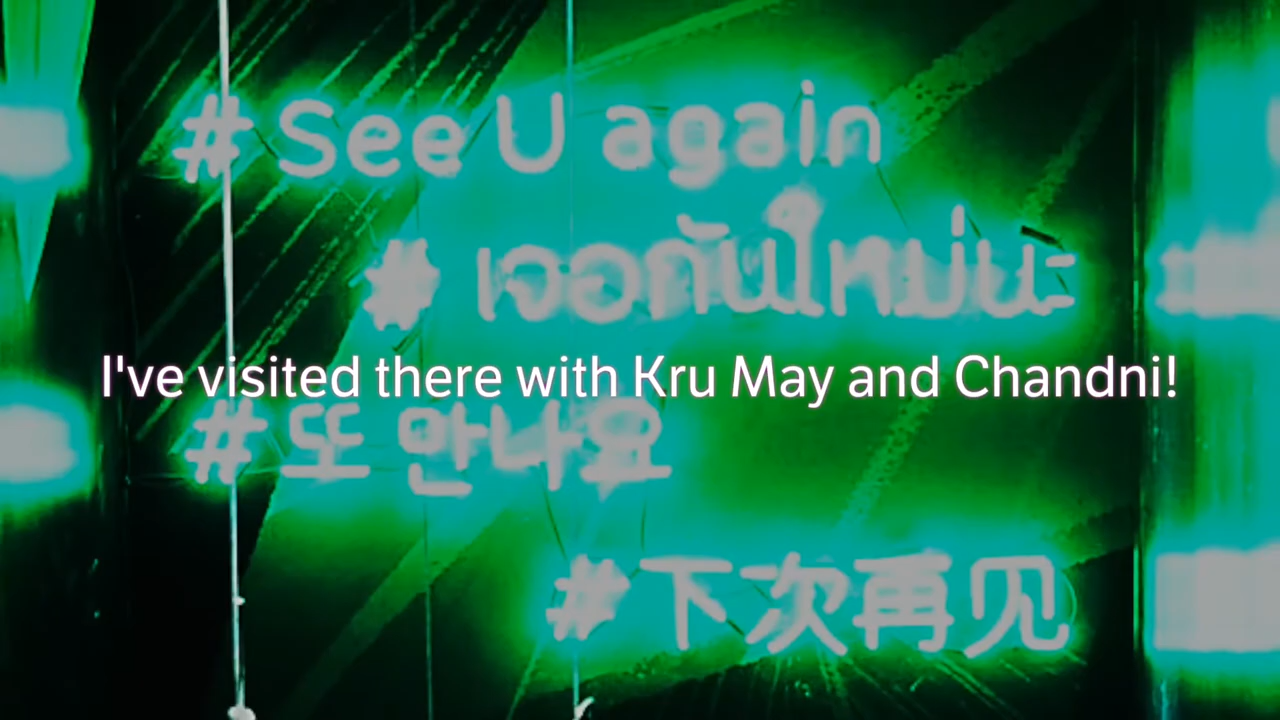 # See U again
# เจอกันใหม่นะ
I've visited there with Kru May and Chandni!
# 또 만나요
# 下次再见